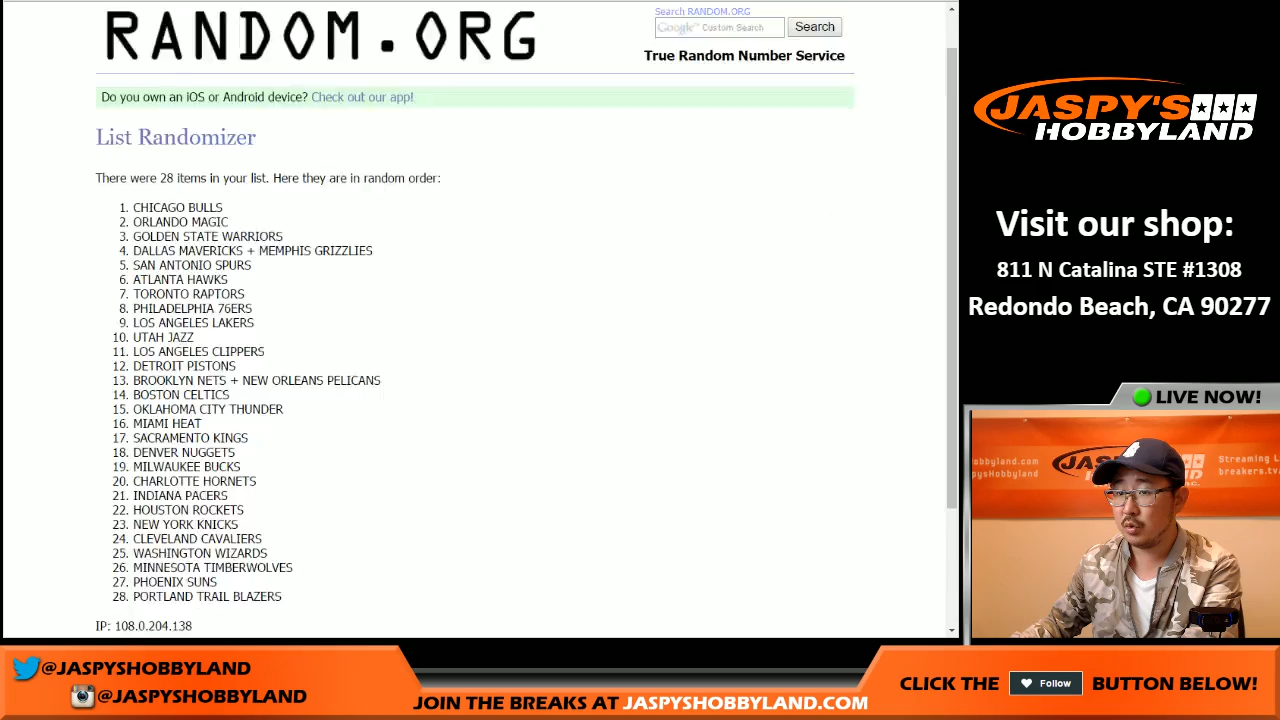 RANDOM.ORG
Search RANDOM.ORG
Google™ Custom Search
Search
True Random Number Service
Do you own an iOS or Android device? Check out our app!
List Randomizer
There were 28 items in your list. Here they are in random order:
1. CHICAGO BULLS
2. ORLANDO MAGIC
3. GOLDEN STATE WARRIORS
4. DALLAS MAVERICKS + MEMPHIS GRIZZLIES
5. SAN ANTONIO SPURS
6. ATLANTA HAWKS
7. TORONTO RAPTORS
8. PHILADELPHIA 76ERS
9. LOS ANGELES LAKERS
10. UTAH JAZZ
11. LOS ANGELES CLIPPERS
12. DETROIT PISTONS
13. BROOKLYN NETS + NEW ORLEANS PELICANS
14. BOSTON CELTICS
15. OKLAHOMA CITY THUNDER
16. MIAMI HEAT
17. SACRAMENTO KINGS
18. DENVER NUGGETS
19. MILWAUKEE BUCKS
20. CHARLOTTE HORNETS
21. INDIANA PACERS
22. HOUSTON ROCKETS
23. NEW YORK KNICKS
24. CLEVELAND CAVALIERS
25. WASHINGTON WIZARDS
26. MINNESOTA TIMBERWOLVES
27. PHOENIX SUNS
28. PORTLAND TRAIL BLAZERS
IP: 108.0.204.138
JASPY'S
HOBBYLAND
Visit our shop:
811 N Catalina STE #1308
Redondo Beach, CA 90277
LIVE NOW!
Streaming
breakers.tv
@JASPYSHOBBYLAND
@JASPYSHOBBYLAND
JOIN THE BREAKS AT JASPYSHOBBYLAND.COM
CLICK THE Follow BUTTON BELOW!